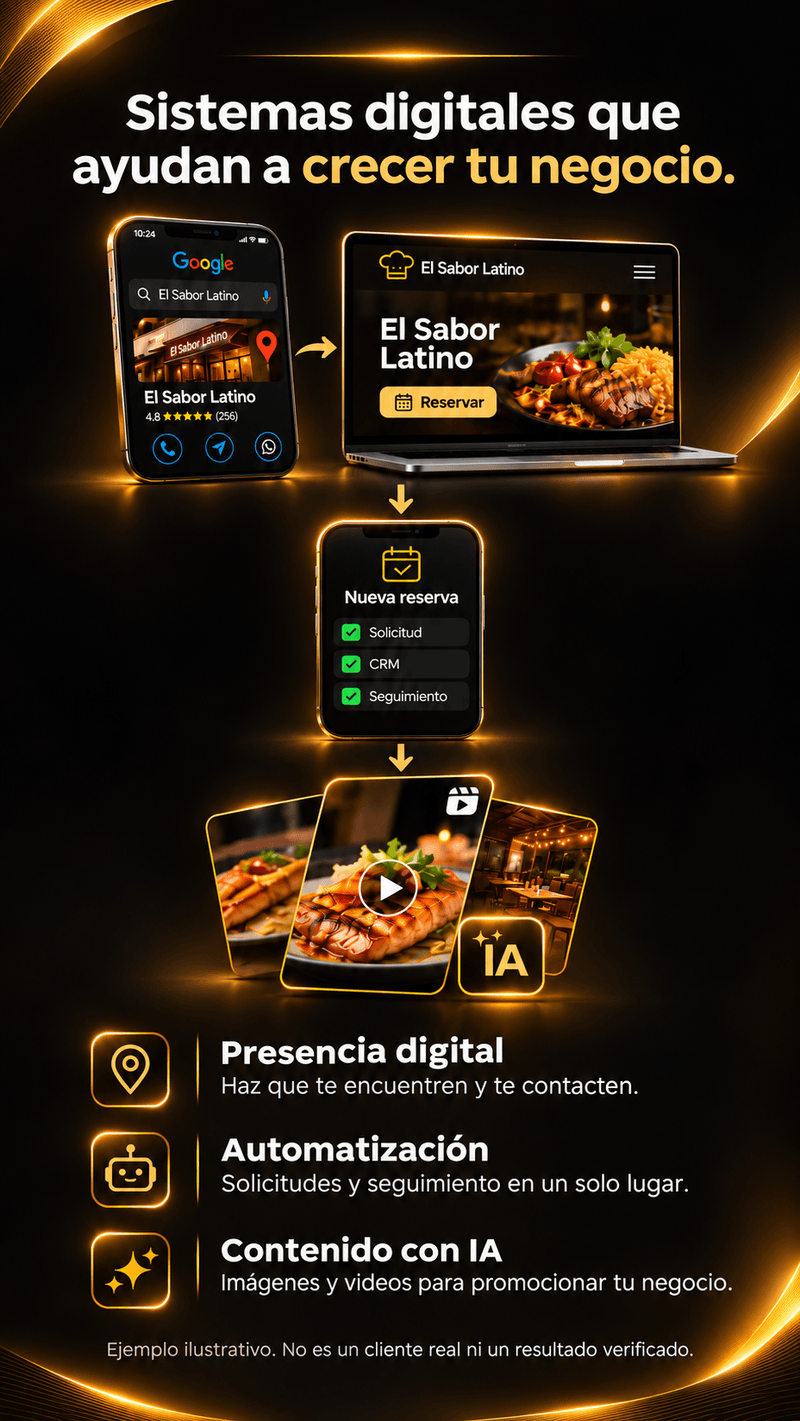 Sistemas digitales que
ayudan a crecer tu negocio.
10:24
Google
El Sabor Latino
El Sabor Latino
El Sabor Latino
4.8 (256)
El Sabor Latino
El Sabor
Latino
Reservar
Nueva reserva
Solicitud
CRM
Seguimiento
IA
Presencia digital
Haz que te encuentren y te contacten.
Automatización
Solicitudes y seguimiento en un solo lugar.
Contenido con IA
Imágenes y videos para promocionar tu negocio.
Ejemplo ilustrativo. No es un cliente real ni un resultado verificado.